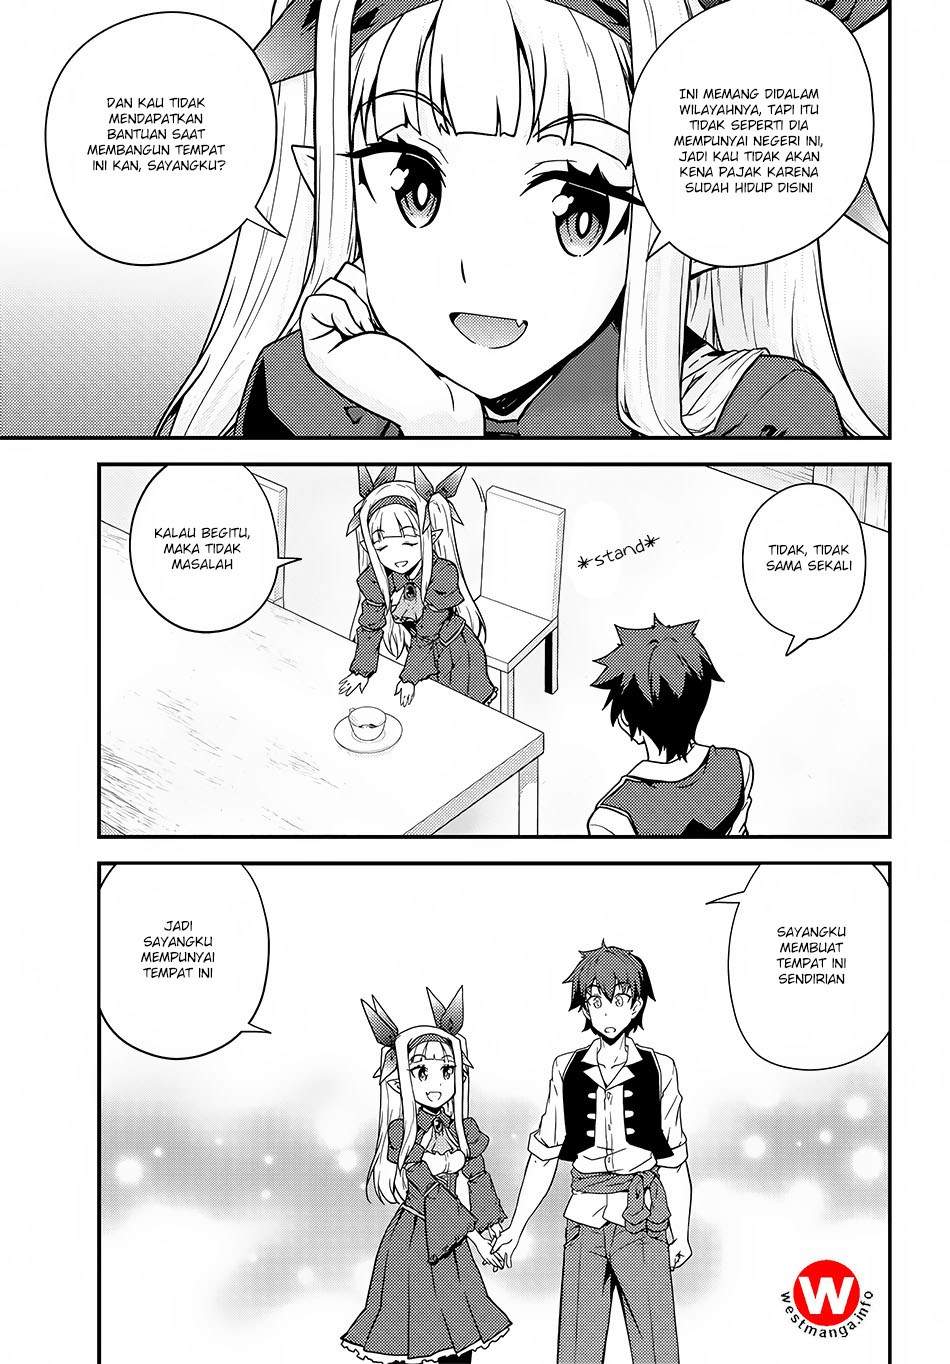 INI MEMANG DIDALAM
WILAYAHNYA, TAPI ITU
TIDAK SEPERTI DIA
MEMPUNYAI NEGERI INI,
JADI KAU TIDAK AKAN
KENA PAJAK KARENA
SUDAH HIDUP DISINI
DAN KAU TIDAK
MENDAPATKAN
BANTUAN SAAT
MEMBANGUN TEMPAT
INI KAN, SAYANGKU?
TIDAK, TIDAK
SAMA SEKALI
*stand*
KALAU BEGITU,
MAKA TIDAK
MASALAH
SAYANGKU
MEMBUAT
TEMPAT INI
SENDIRIAN
JADI
SAYANGKU
MEMPUNYAI
TEMPAT INI
W
westmanga.info